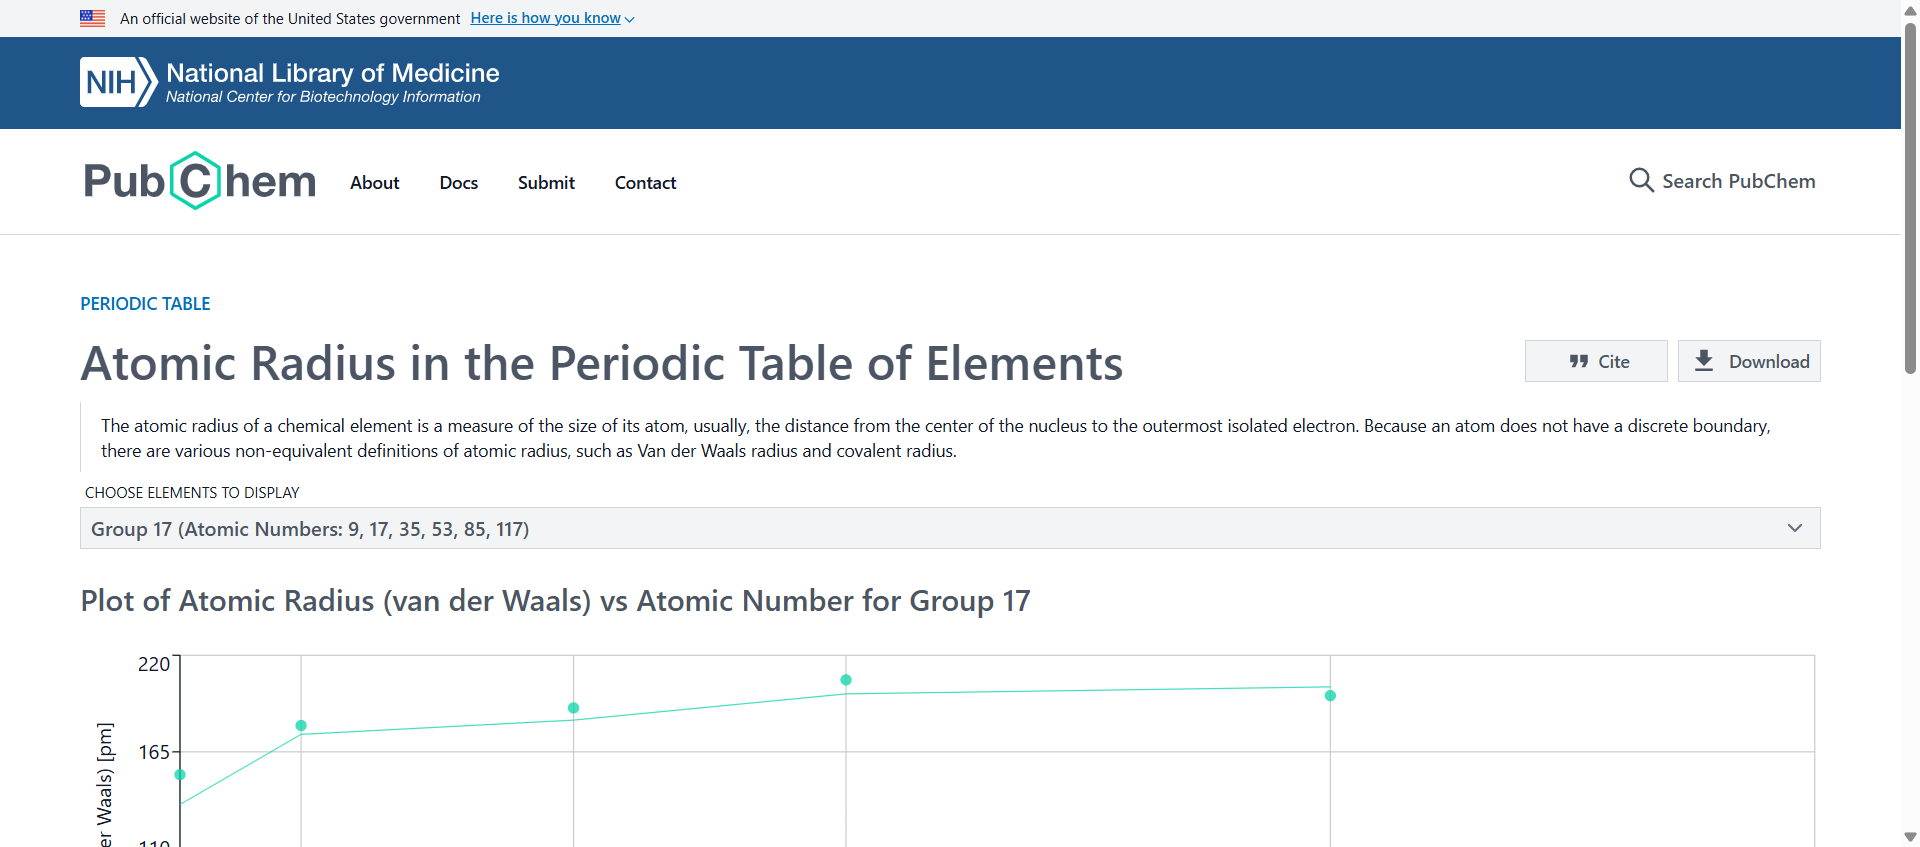 An official website of the United States government Here is how you know
NIH National Library of Medicine
National Center for Biotechnology Information
PubChem About Docs Submit Contact Search PubChem
PERIODIC TABLE
Atomic Radius in the Periodic Table of Elements
Cite Download
The atomic radius of a chemical element is a measure of the size of its atom, usually, the distance from the center of the nucleus to the outermost isolated electron. Because an atom does not have a discrete boundary,
there are various non-equivalent definitions of atomic radius, such as Van der Waals radius and covalent radius.
CHOOSE ELEMENTS TO DISPLAY
Group 17 (Atomic Numbers: 9, 17, 35, 53, 85, 117)
Plot of Atomic Radius (van der Waals) vs Atomic Number for Group 17
220
165
110
er Waals) [pm]